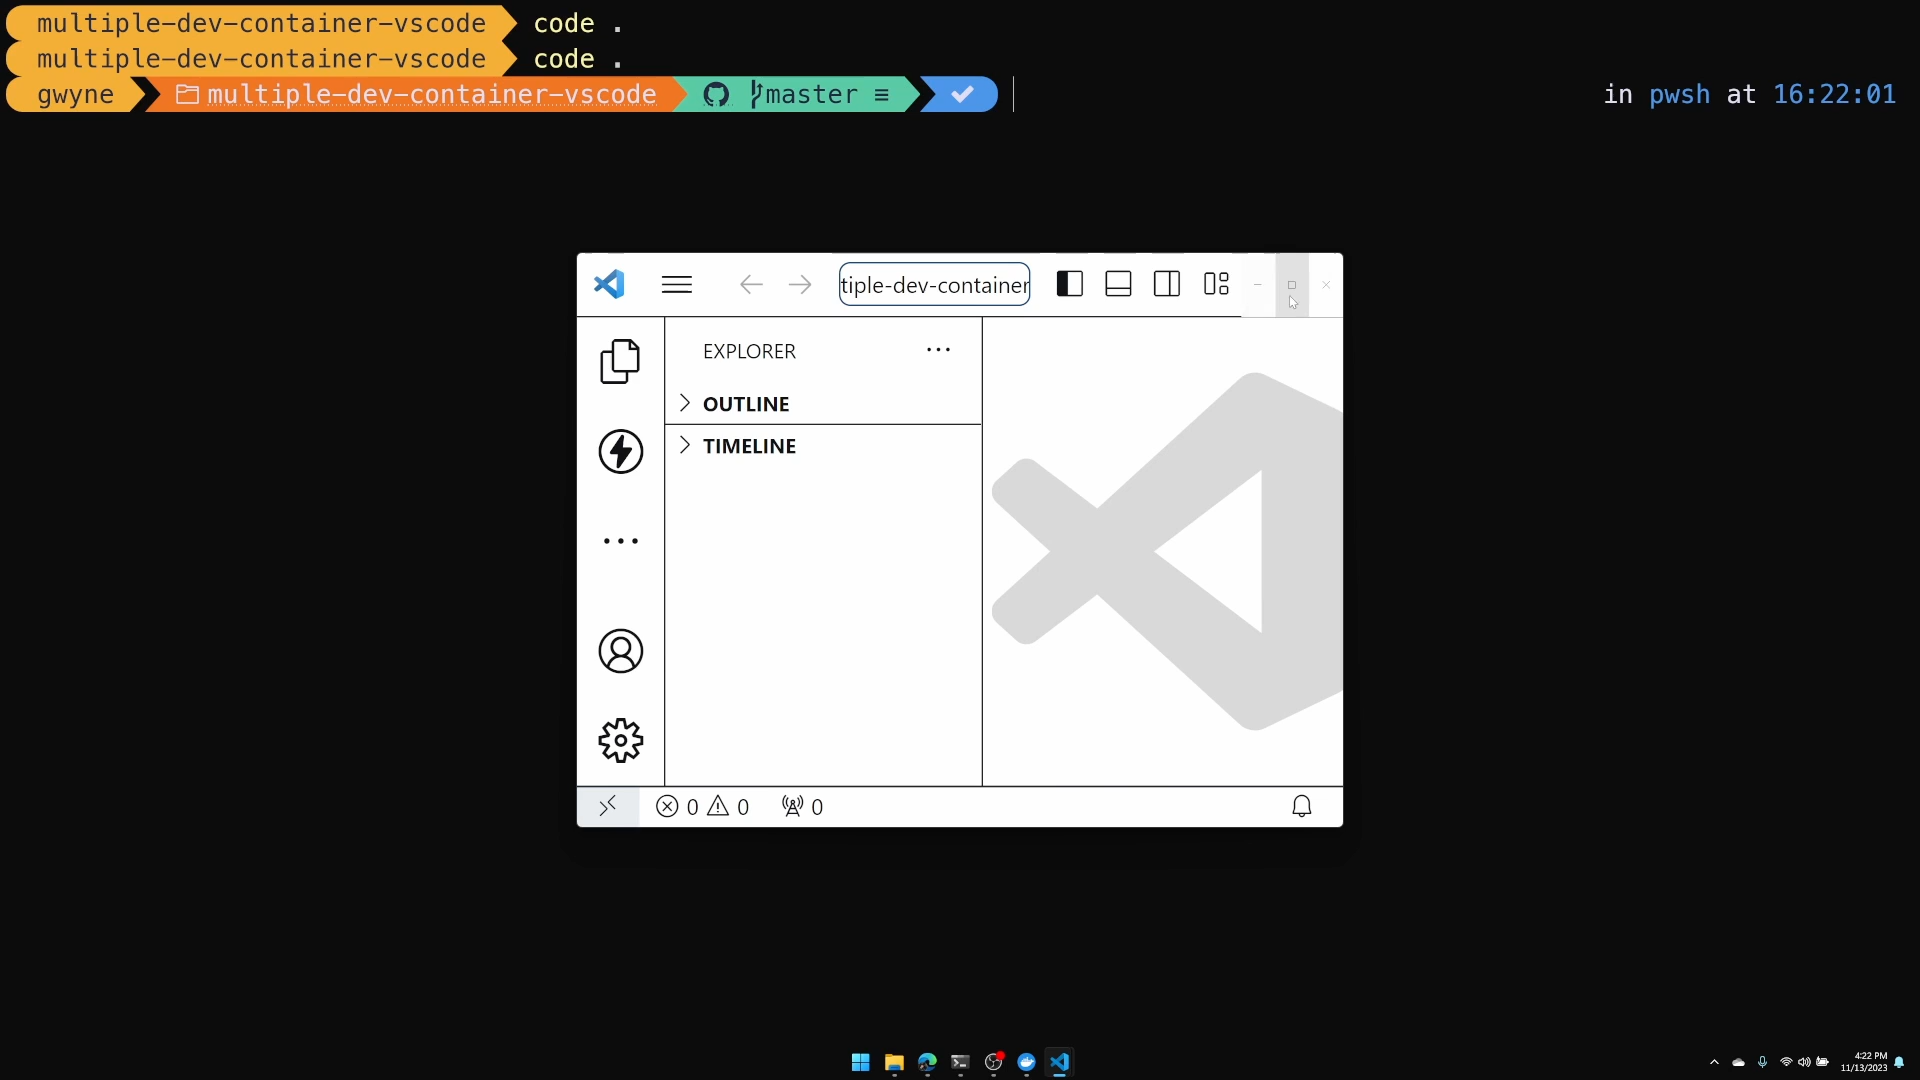 multiple-dev-container-vscode code .
multiple-dev-container-vscode code .
gwyne multiple-dev-container-vscode master ≡ in pwsh at 16:22:01
tiple-dev-container
EXPLORER
OUTLINE
TIMELINE
0 0 0
4:22 PM
11/13/2023